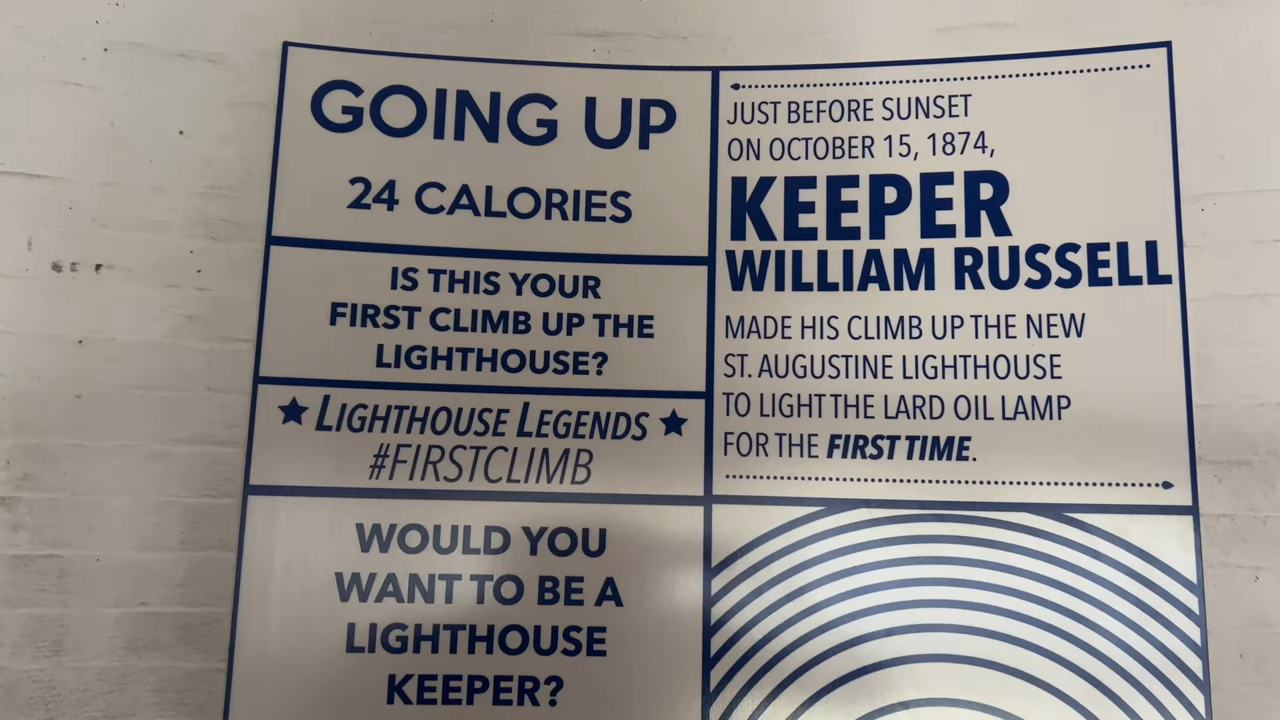 GOING UP
24 CALORIES
IS THIS YOUR
FIRST CLIMB UP THE
LIGHTHOUSE?
LIGHTHOUSE LEGENDS
#FIRSTCLIMB
WOULD YOU
WANT TO BE A
LIGHTHOUSE
KEEPER?
JUST BEFORE SUNSET
ON OCTOBER 15, 1874,
KEEPER
WILLIAM RUSSELL
MADE HIS CLIMB UP THE NEW
ST. AUGUSTINE LIGHTHOUSE
TO LIGHT THE LARD OIL LAMP
FOR THE FIRST TIME.